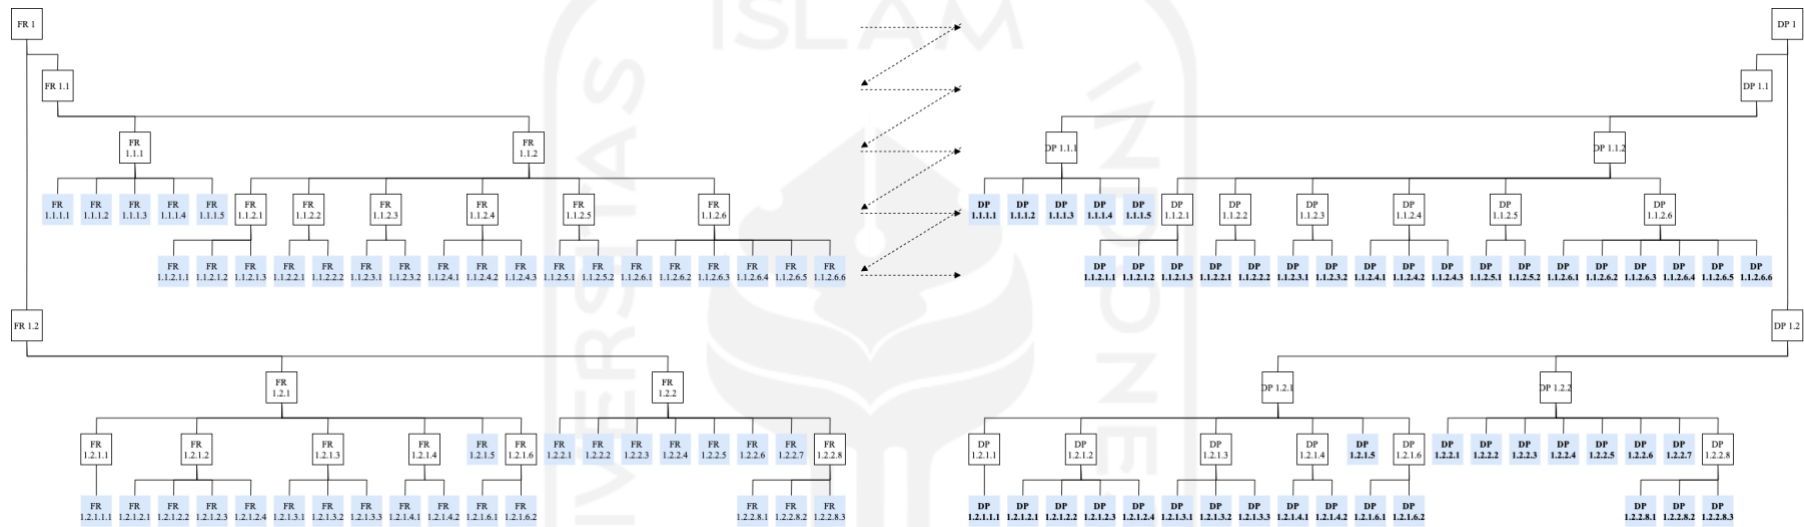 ISLAM
UNIVERSITAS
INDONESIA
FR 1
DP 1
FR 1.1
DP 1.1
FR
1.1.1
FR
1.1.2
DP 1.1.1
DP 1.1.2
FR
1.1.1.1
FR
1.1.1.2
FR
1.1.1.3
FR
1.1.1.4
FR
1.1.1.5
FR
1.1.2.1
FR
1.1.2.2
FR
1.1.2.3
FR
1.1.2.4
FR
1.1.2.5
FR
1.1.2.6
DP
1.1.1.1
DP
1.1.1.2
DP
1.1.1.3
DP
1.1.1.4
DP
1.1.1.5
DP
1.1.2.1
DP
1.1.2.2
DP
1.1.2.3
DP
1.1.2.4
DP
1.1.2.5
DP
1.1.2.6
FR
1.1.2.1.1
FR
1.1.2.1.2
FR
1.1.2.1.3
FR
1.1.2.2.1
FR
1.1.2.2.2
FR
1.1.2.3.1
FR
1.1.2.3.2
FR
1.1.2.4.1
FR
1.1.2.4.2
FR
1.1.2.4.3
FR
1.1.2.5.1
FR
1.1.2.5.2
FR
1.1.2.6.1
FR
1.1.2.6.2
FR
1.1.2.6.3
FR
1.1.2.6.4
FR
1.1.2.6.5
FR
1.1.2.6.6
DP
1.1.2.1.1
DP
1.1.2.1.2
DP
1.1.2.1.3
DP
1.1.2.2.1
DP
1.1.2.2.2
DP
1.1.2.3.1
DP
1.1.2.3.2
DP
1.1.2.4.1
DP
1.1.2.4.2
DP
1.1.2.4.3
DP
1.1.2.5.1
DP
1.1.2.5.2
DP
1.1.2.6.1
DP
1.1.2.6.2
DP
1.1.2.6.3
DP
1.1.2.6.4
DP
1.1.2.6.5
DP
1.1.2.6.6
FR 1.2
DP 1.2
FR
1.2.1
FR
1.2.2
DP 1.2.1
DP 1.2.2
FR
1.2.1.1
FR
1.2.1.2
FR
1.2.1.3
FR
1.2.1.4
FR
1.2.1.5
FR
1.2.1.6
FR
1.2.2.1
FR
1.2.2.2
FR
1.2.2.3
FR
1.2.2.4
FR
1.2.2.5
FR
1.2.2.6
FR
1.2.2.7
FR
1.2.2.8
DP
1.2.1.1
DP
1.2.1.2
DP
1.2.1.3
DP
1.2.1.4
DP
1.2.1.5
DP
1.2.1.6
DP
1.2.2.1
DP
1.2.2.2
DP
1.2.2.3
DP
1.2.2.4
DP
1.2.2.5
DP
1.2.2.6
DP
1.2.2.7
DP
1.2.2.8
FR
1.2.1.1.1
FR
1.2.1.2.1
FR
1.2.1.2.2
FR
1.2.1.2.3
FR
1.2.1.2.4
FR
1.2.1.3.1
FR
1.2.1.3.2
FR
1.2.1.3.3
FR
1.2.1.4.1
FR
1.2.1.4.2
FR
1.2.1.6.1
FR
1.2.1.6.2
FR
1.2.2.8.1
FR
1.2.2.8.2
FR
1.2.2.8.3
DP
1.2.1.1.1
DP
1.2.1.2.1
DP
1.2.1.2.2
DP
1.2.1.2.3
DP
1.2.1.2.4
DP
1.2.1.3.1
DP
1.2.1.3.2
DP
1.2.1.3.3
DP
1.2.1.4.1
DP
1.2.1.4.2
DP
1.2.1.6.1
DP
1.2.1.6.2
DP
1.2.2.8.1
DP
1.2.2.8.2
DP
1.2.2.8.3